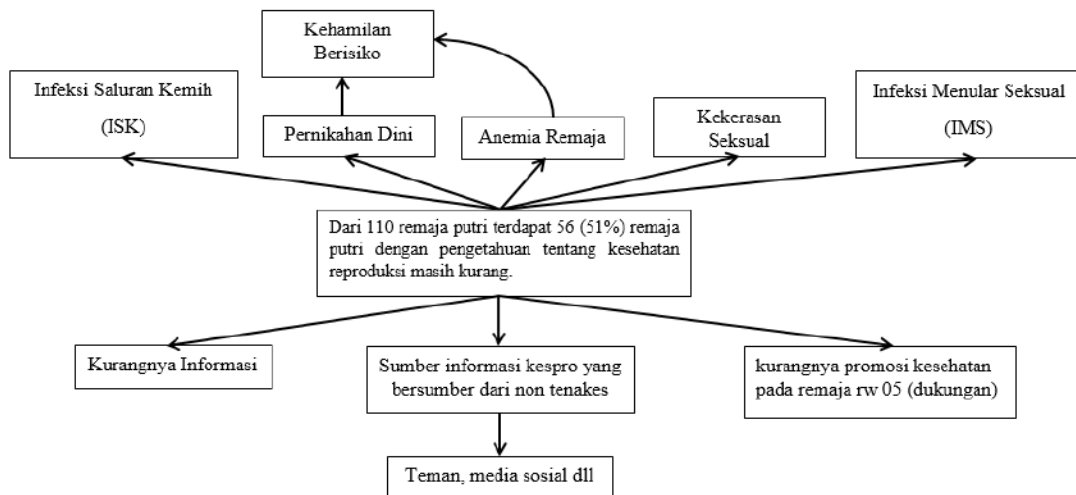 Kehamilan
Berisiko
Infeksi Saluran Kemih
(ISK)
Pernikahan Dini
Anemia Remaja
Kekerasan
Seksual
Infeksi Menular Seksual
(IMS)
Dari 110 remaja putri terdapat 56 (51%) remaja
putri dengan pengetahuan tentang kesehatan
reproduksi masih kurang.
Kurangnya Informasi
Sumber informasi kespro yang
bersumber dari non tenakes
kurangnya promosi kesehatan
pada remaja rw 05 (dukungan)
Teman, media sosial dll